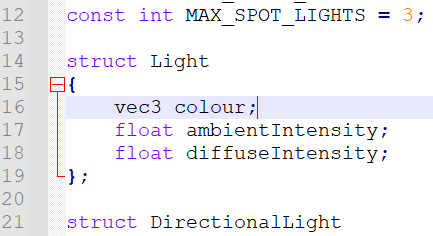 12 const int MAX_SPOT_LIGHTS = 3;
13
14 struct Light
15 {
16 vec3 colour;
17 float ambientIntensity;
18 float diffuseIntensity;
19 };
20
21 struct DirectionalLight